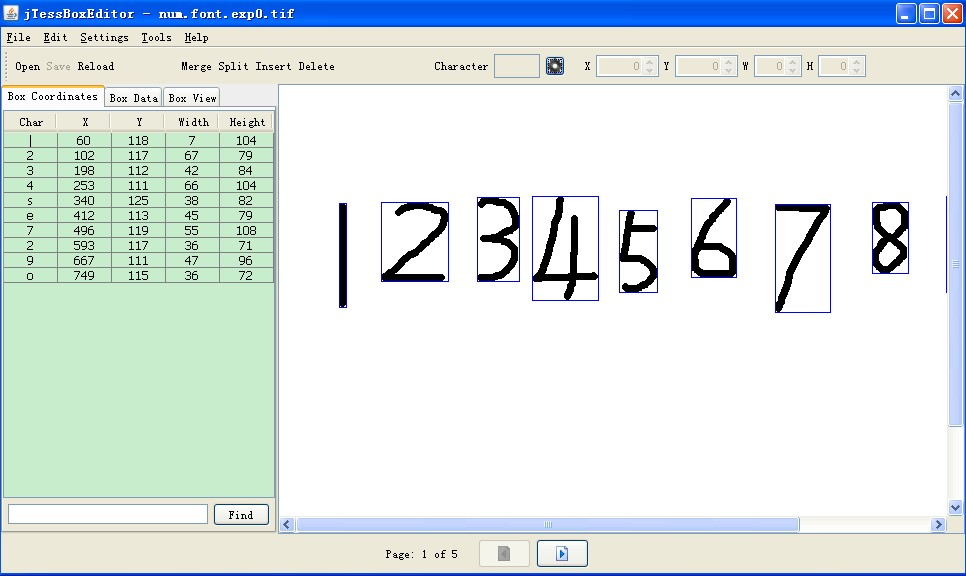 jTessBoxEditor - num.font.exp0.tif
File Edit Settings Tools Help
Open Save Reload Merge Split Insert Delete Character X 0 Y 0 W 0 H 0
Box Coordinates Box Data Box View
Char X Y Width Height
| 60 118 7 104
2 102 117 67 79
3 198 112 42 84
4 253 111 66 104
s 340 125 38 82
e 412 113 45 79
7 496 119 55 108
2 593 117 36 71
9 667 111 47 96
o 749 115 36 72
1 2 3 4 5 6 7 8
Find
Page: 1 of 5